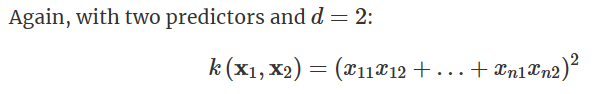 Again, with two predictors and d = 2:
k (x₁, x₂) = (x₁₁x₁₂ + … + xₙ₁xₙ₂)²